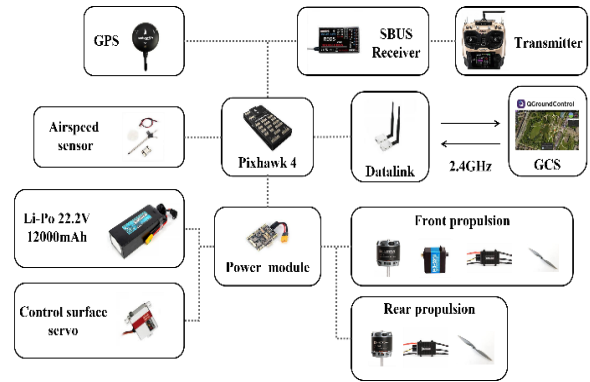 GPS
SBUS
Receiver
Transmitter
Airspeed
sensor
Pixhawk 4
Datalink
2.4GHz
QGroundControl
GCS
Li-Po 22.2V
12000mAh
Power module
Front propulsion
Control surface
servo
Rear propulsion